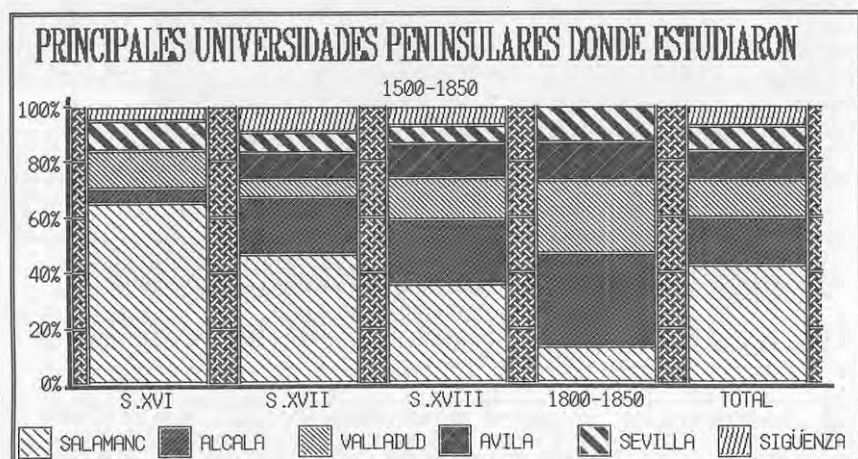 PRINCIPALES UNIVERSIDADES PENINSULARES DONDE ESTUDIARON
1500-1850
100%
80%
60%
40%
20%
0%
S.XVI S.XVII S.XVIII 1800-1850 TOTAL
SALAMANC ALCALA VALLADLD AVILA SEVILLA SIGÜENZA